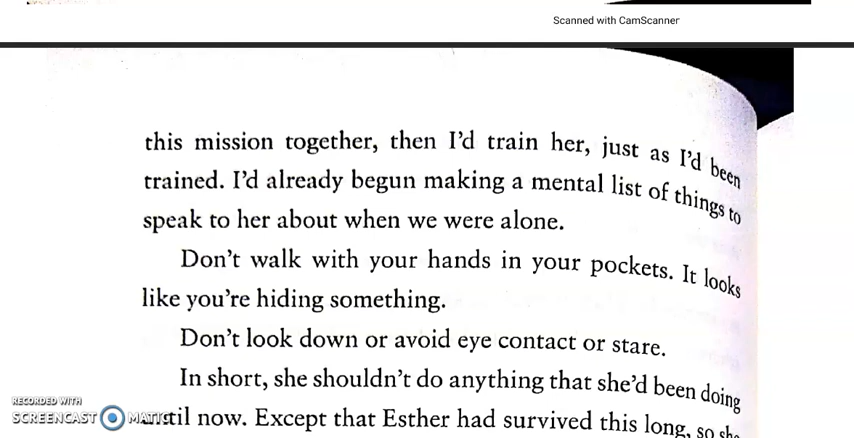 Scanned with CamScanner
this mission together, then I'd train her, just as I'd been
trained. I'd already begun making a mental list of things to
speak to her about when we were alone.
Don't walk with your hands in your pockets. It looks
like you're hiding something.
Don't look down or avoid eye contact or stare.
In short, she shouldn't do anything that she'd been doing
now. Except that Esther had survived this long, so she
RECORDED WITH
SCREENCAST MATIC